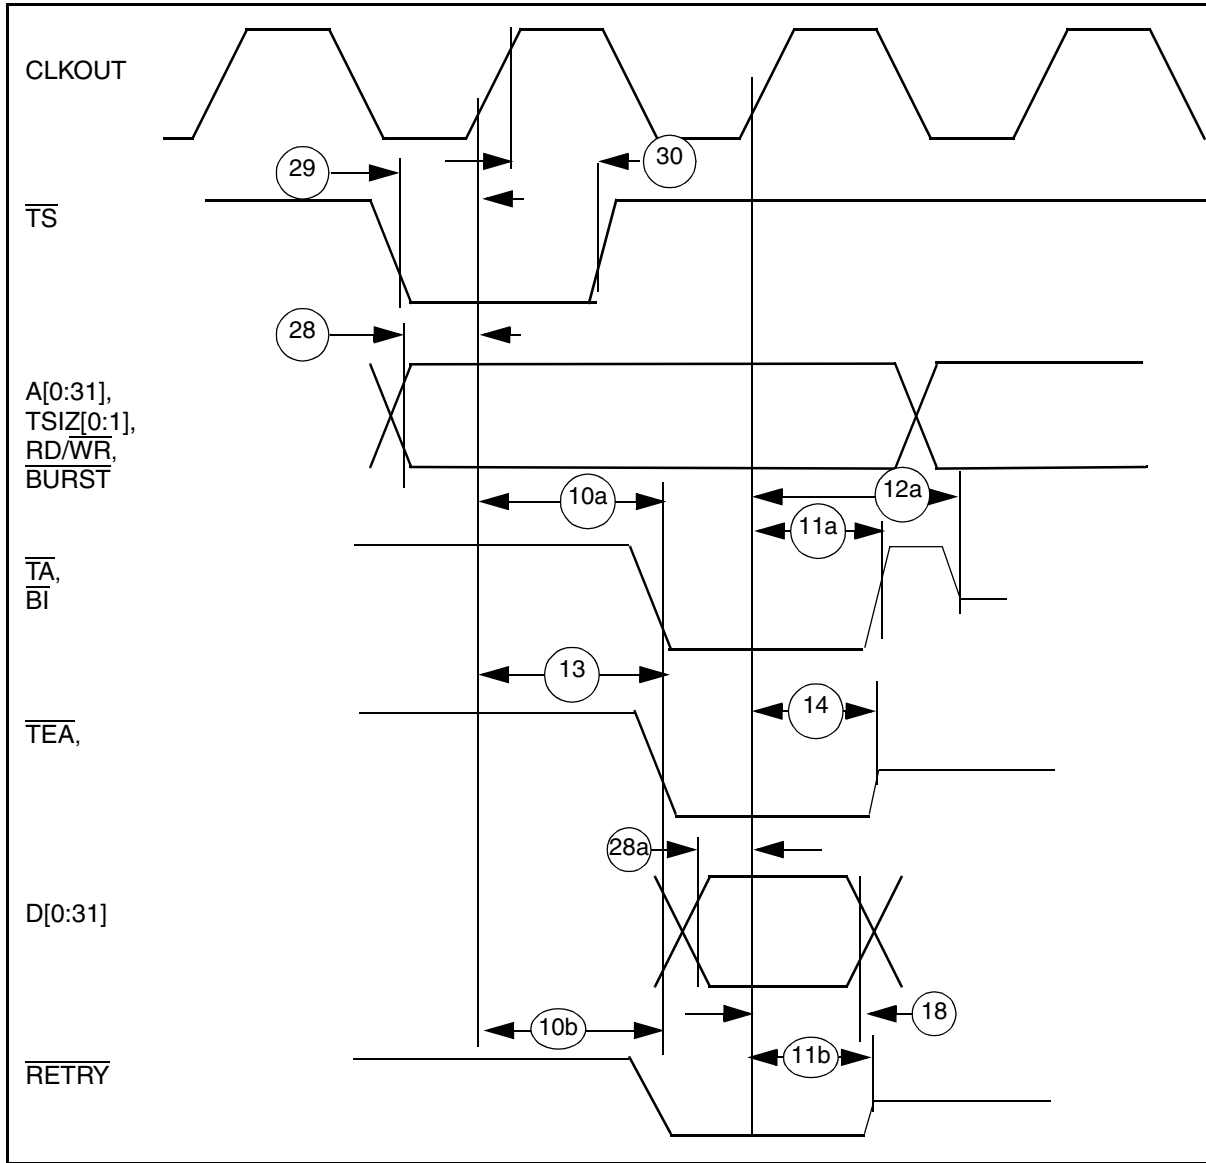 CLKOUT
29
30
TS
28
A[0:31],
TSIZ[0:1],
RD/WR,
BURST
10a
12a
11a
TA,
BI
13
14
TEA,
28a
D[0:31]
18
10b
11b
RETRY